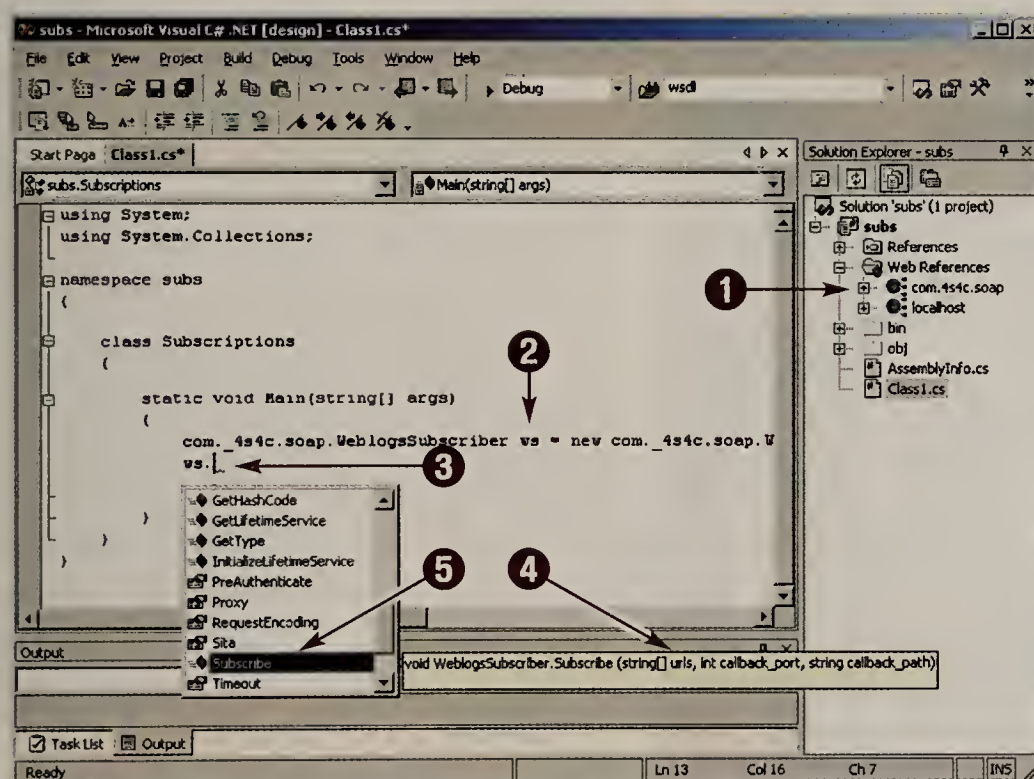 subs - Microsoft Visual C# .NET [design] - Class1.cs*
File Edit View Project Build Debug Tools Window Help
Debug wsdl
Start Page Class1.cs*
subs.Subscriptions Main(string[] args)
using System;
using System.Collections;
namespace subs
{
class Subscriptions
{
static void Main(string[] args)
{
com._4s4c.soap.WeblogsSubscriber ws = new com._4s4c.soap.W
ws.
}
}
}
GetHashCode
GetLifetimeService
GetType
InitializeLifetimeService
PreAuthenticate
Proxy
RequestEncoding
Site
Subscribe
Timeout
void WeblogsSubscriber.Subscribe (string[] urls, int callback_port, string callback_path)
1
2
3
5
4
Solution Explorer - subs
Solution 'subs' (1 project)
subs
References
Web References
com.4s4c.soap
localhost
bin
obj
AssemblyInfo.cs
Class1.cs
Output
Task List Output
Ready Ln 13 Col 16 Ch 7 INS